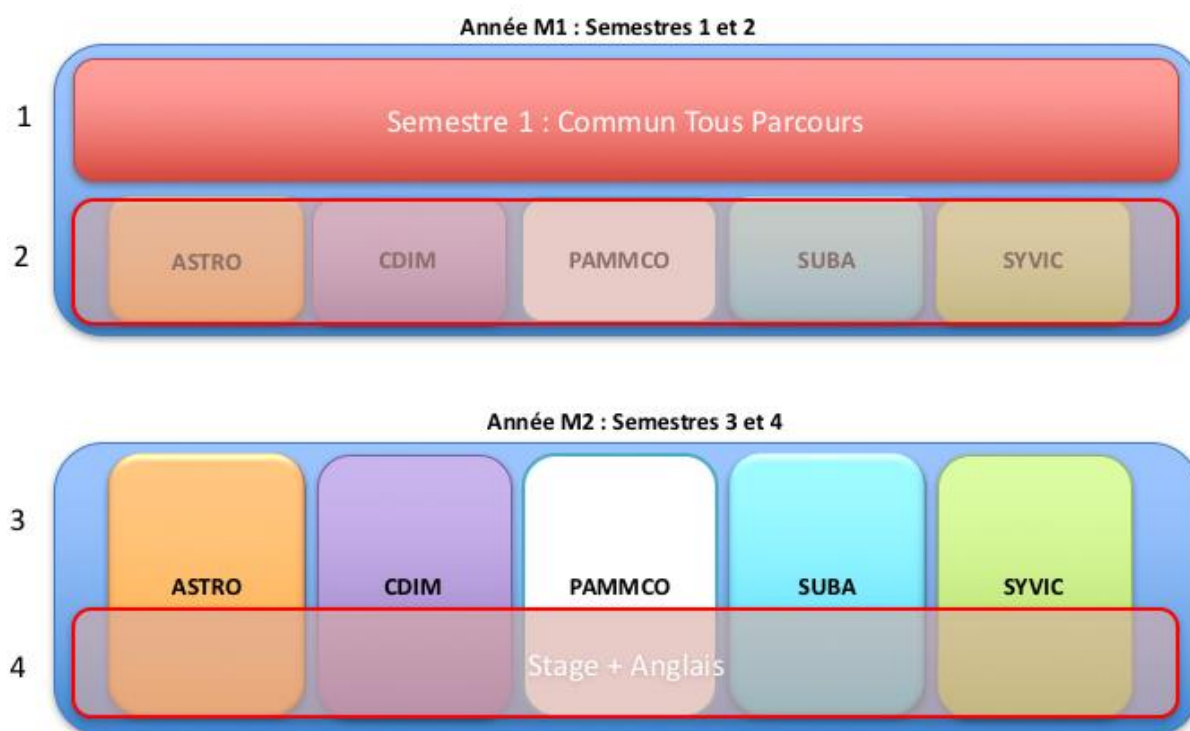 Année M1 : Semestres 1 et 2
1
Semestre 1 : Commun Tous Parcours
2
ASTRO CDIM PAMMCO SUBA SYVIC
Année M2 : Semestres 3 et 4
3
ASTRO CDIM PAMMCO SUBA SYVIC
4
Stage + Anglais